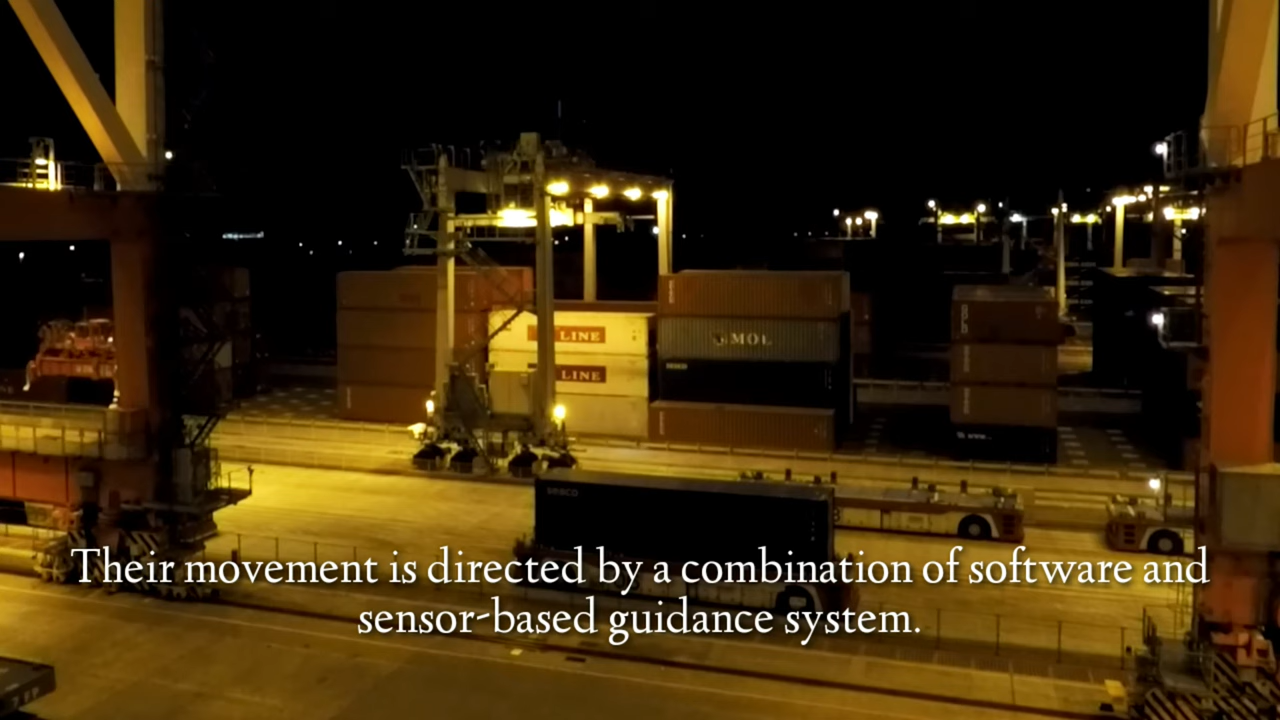 LINE
LINE
MOL
Their movement is directed by a combination of software and
sensor-based guidance system.